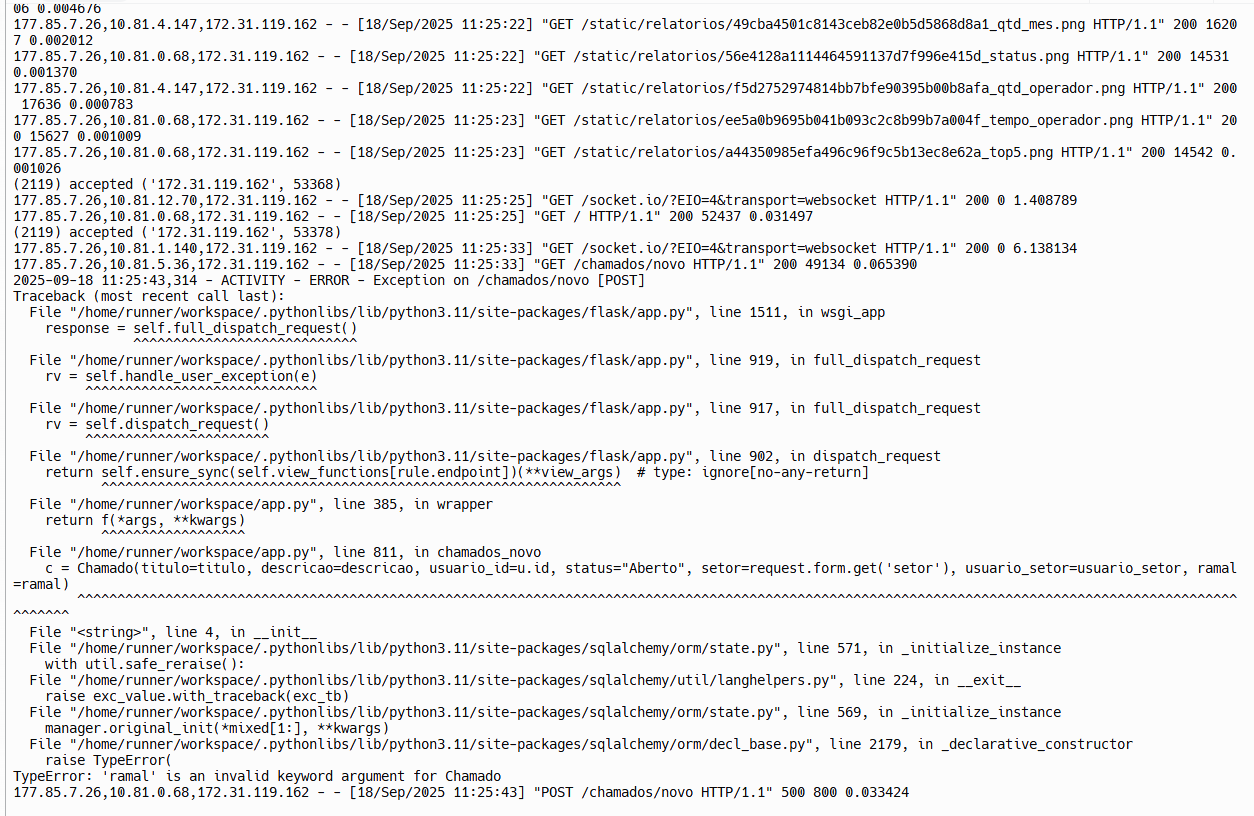 06 0.004676
177.85.7.26,10.81.4.147,172.31.119.162 - - [18/Sep/2025 11:25:22] "GET /static/relatorios/49cba4501c8143ceb82e0b5d5868d8a1_qtd_mes.png HTTP/1.1" 200 1620
7 0.002012
177.85.7.26,10.81.0.68,172.31.119.162 - - [18/Sep/2025 11:25:22] "GET /static/relatorios/56e4128a1114464591137d7f996e415d_status.png HTTP/1.1" 200 14531
0.001370
177.85.7.26,10.81.4.147,172.31.119.162 - - [18/Sep/2025 11:25:22] "GET /static/relatorios/f5d2752974814bb7bfe90395b00b8afa_qtd_operador.png HTTP/1.1" 200
 17636 0.000783
177.85.7.26,10.81.0.68,172.31.119.162 - - [18/Sep/2025 11:25:23] "GET /static/relatorios/ee5a0b9695b041b093c2c8b99b7a004f_tempo_operador.png HTTP/1.1" 20
0 15627 0.001009
177.85.7.26,10.81.0.68,172.31.119.162 - - [18/Sep/2025 11:25:23] "GET /static/relatorios/a44350985efa496c96f9c5b13ec8e62a_top5.png HTTP/1.1" 200 14542 0.
001026
(2119) accepted ('172.31.119.162', 53368)
177.85.7.26,10.81.12.70,172.31.119.162 - - [18/Sep/2025 11:25:25] "GET /socket.io/?EIO=4&transport=websocket HTTP/1.1" 200 0 1.408789
177.85.7.26,10.81.0.68,172.31.119.162 - - [18/Sep/2025 11:25:25] "GET / HTTP/1.1" 200 52437 0.031497
(2119) accepted ('172.31.119.162', 53378)
177.85.7.26,10.81.1.140,172.31.119.162 - - [18/Sep/2025 11:25:33] "GET /socket.io/?EIO=4&transport=websocket HTTP/1.1" 200 0 6.138134
177.85.7.26,10.81.5.36,172.31.119.162 - - [18/Sep/2025 11:25:33] "GET /chamados/novo HTTP/1.1" 200 49134 0.065390
2025-09-18 11:25:43,314 - ACTIVITY - ERROR - Exception on /chamados/novo [POST]
Traceback (most recent call last):
  File "/home/runner/workspace/.pythonlibs/lib/python3.11/site-packages/flask/app.py", line 1511, in wsgi_app
    response = self.full_dispatch_request()
               ^^^^^^^^^^^^^^^^^^^^^^^^^^^^
  File "/home/runner/workspace/.pythonlibs/lib/python3.11/site-packages/flask/app.py", line 919, in full_dispatch_request
    rv = self.handle_user_exception(e)
         ^^^^^^^^^^^^^^^^^^^^^^^^^^^^^
  File "/home/runner/workspace/.pythonlibs/lib/python3.11/site-packages/flask/app.py", line 917, in full_dispatch_request
    rv = self.dispatch_request()
         ^^^^^^^^^^^^^^^^^^^^^^^
  File "/home/runner/workspace/.pythonlibs/lib/python3.11/site-packages/flask/app.py", line 902, in dispatch_request
    return self.ensure_sync(self.view_functions[rule.endpoint])(**view_args)  # type: ignore[no-any-return]
           ^^^^^^^^^^^^^^^^^^^^^^^^^^^^^^^^^^^^^^^^^^^^^^^^^^^^^^^^^^^^^^^^^
  File "/home/runner/workspace/app.py", line 385, in wrapper
    return f(*args, **kwargs)
           ^^^^^^^^^^^^^^^^^^
  File "/home/runner/workspace/app.py", line 811, in chamados_novo
    c = Chamado(titulo=titulo, descricao=descricao, usuario_id=u.id, status="Aberto", setor=request.form.get('setor'), usuario_setor=usuario_setor, ramal
=ramal)
        ^^^^^^^^^^^^^^^^^^^^^^^^^^^^^^^^^^^^^^^^^^^^^^^^^^^^^^^^^^^^^^^^^^^^^^^^^^^^^^^^^^^^^^^^^^^^^^^^^^^^^^^^^^^^^^^^^^^^^^^^^^^^^^^^^^^^^^^^^^^^^^^^^
^^^^^^^
  File "<string>", line 4, in __init__
  File "/home/runner/workspace/.pythonlibs/lib/python3.11/site-packages/sqlalchemy/orm/state.py", line 571, in _initialize_instance
    with util.safe_reraise():
  File "/home/runner/workspace/.pythonlibs/lib/python3.11/site-packages/sqlalchemy/util/langhelpers.py", line 224, in __exit__
    raise exc_value.with_traceback(exc_tb)
  File "/home/runner/workspace/.pythonlibs/lib/python3.11/site-packages/sqlalchemy/orm/state.py", line 569, in _initialize_instance
    manager.original_init(*mixed[1:], **kwargs)
  File "/home/runner/workspace/.pythonlibs/lib/python3.11/site-packages/sqlalchemy/orm/decl_base.py", line 2179, in _declarative_constructor
    raise TypeError(
TypeError: 'ramal' is an invalid keyword argument for Chamado
177.85.7.26,10.81.0.68,172.31.119.162 - - [18/Sep/2025 11:25:43] "POST /chamados/novo HTTP/1.1" 500 800 0.033424